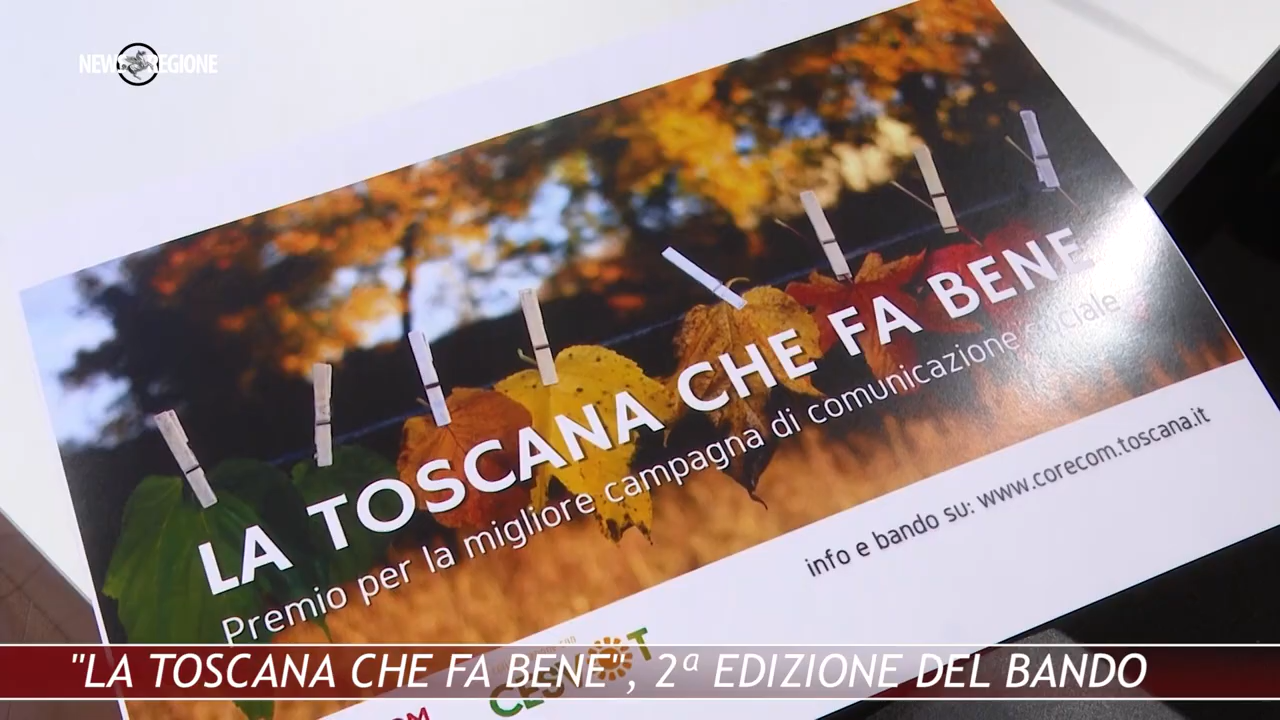 NEWS REGIONE
LA TOSCANA CHE FA BENE
Premio per la migliore campagna di comunicazione sociale
info e bando su: www.corecom.toscana.it
CESVOT
"LA TOSCANA CHE FA BENE", 2ª EDIZIONE DEL BANDO